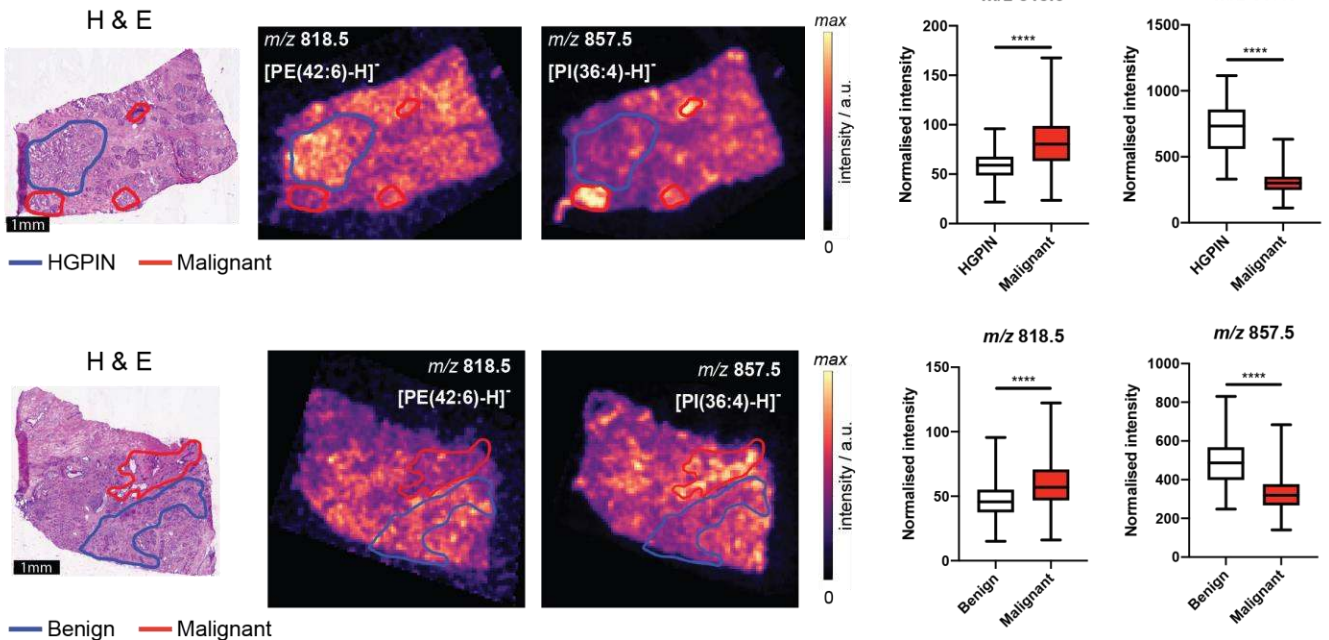 H & E
m/z 818.5
[PE(42:6)-H]-
m/z 857.5
[PI(36:4)-H]-
max
intensity / a.u.
0
1mm
HGPIN Malignant
Normalised intensity
200
150
100
50
0
****
HGPIN
Malignant
Normalised intensity
1500
1000
500
0
****
HGPIN
Malignant
H & E
m/z 818.5
[PE(42:6)-H]-
m/z 857.5
[PI(36:4)-H]-
max
intensity / a.u.
0
1mm
Benign Malignant
m/z 818.5
Normalised intensity
150
100
50
0
****
Benign
Malignant
m/z 857.5
Normalised intensity
1000
800
600
400
200
0
****
Benign
Malignant